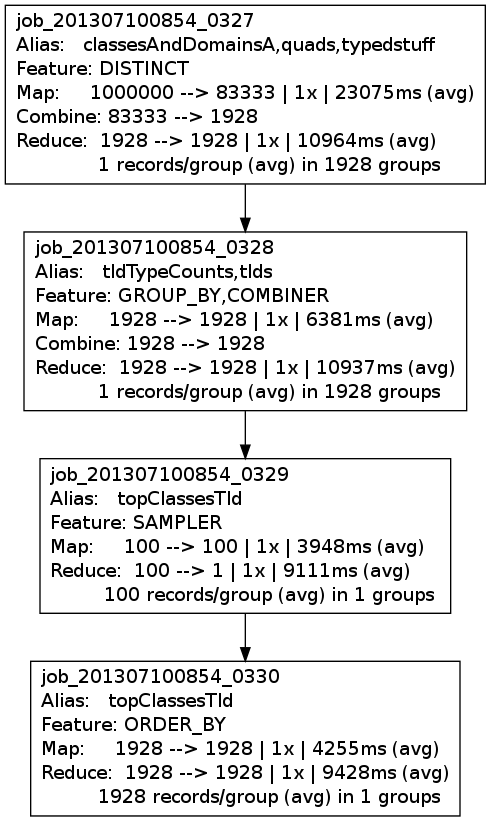 job_201307100854_0327
Alias: classesAndDomainsA,quads,typedstuff
Feature: DISTINCT
Map: 1000000 --> 83333 | 1x | 23075ms (avg)
Combine: 83333 --> 1928
Reduce: 1928 --> 1928 | 1x | 10964ms (avg)
1 records/group (avg) in 1928 groups
job_201307100854_0328
Alias: tldTypeCounts,tlds
Feature: GROUP_BY,COMBINER
Map: 1928 --> 1928 | 1x | 6381ms (avg)
Combine: 1928 --> 1928
Reduce: 1928 --> 1928 | 1x | 10937ms (avg)
1 records/group (avg) in 1928 groups
job_201307100854_0329
Alias: topClassesTld
Feature: SAMPLER
Map: 100 --> 100 | 1x | 3948ms (avg)
Reduce: 100 --> 1 | 1x | 9111ms (avg)
100 records/group (avg) in 1 groups
job_201307100854_0330
Alias: topClassesTld
Feature: ORDER_BY
Map: 1928 --> 1928 | 1x | 4255ms (avg)
Reduce: 1928 --> 1928 | 1x | 9428ms (avg)
1928 records/group (avg) in 1 groups